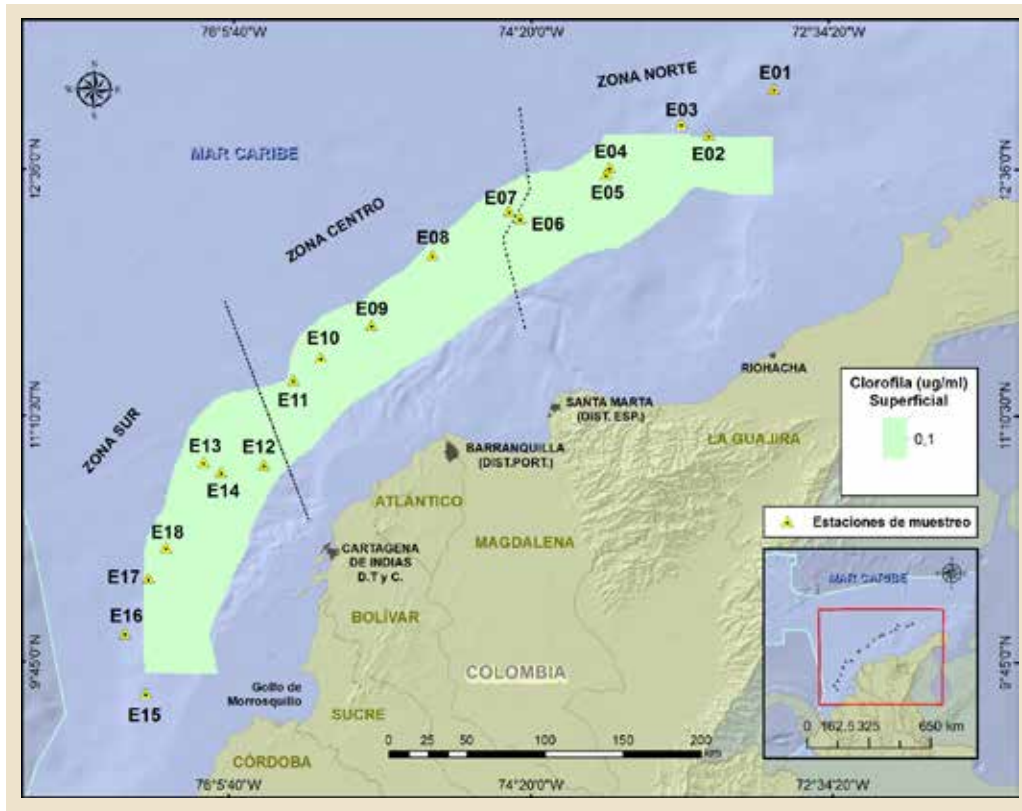 76°5'40"W 74°20'0"W 72°34'20"W
ZONA NORTE
E01
E03
E02
MAR CARIBE
12°36'0"N
12°36'0"N
E04
E05
E07
E06
ZONA CENTRO
E08
E09
E10
E11
RIOHACHA
Clorofila (ug/ml)
Superficial
0,1
SANTA MARTA
(DIST. ESP.)
11°10'30"N
11°10'30"N
LA GUAJIRA
ZONA SUR
E13
E12
E14
BARRANQUILLA
(DIST.PORT.)
ATLANTICO
Estaciones de muestreo
E18
MAGDALENA
CARTAGENA
DE INDIAS
D.T y C.
E17
MAR CARIBE
BOLÍVAR
E16
9°45'0"N
9°45'0"N
COLOMBIA
Golfo de
Morrosquillo
E15
SUCRE
0 162,5 325 650 km
0 25 50 100 150 200
km
CÓRDOBA
76°5'40"W 74°20'0"W 72°34'20"W